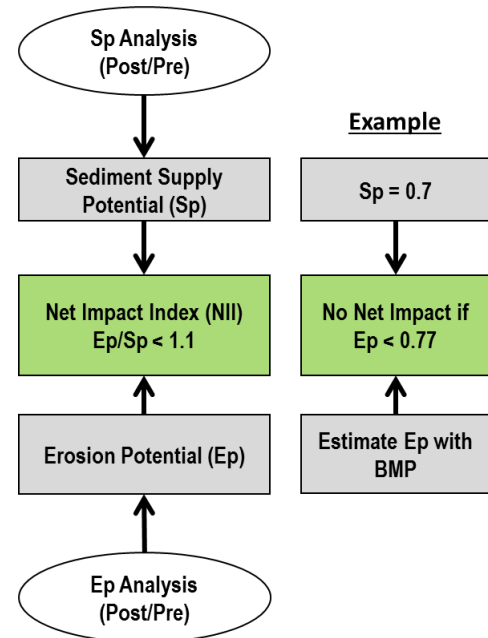 Sp Analysis
(Post/Pre)
Sediment Supply
Potential (Sp)
Net Impact Index (NII)
Ep/Sp < 1.1
Erosion Potential (Ep)
Ep Analysis
(Post/Pre)
Example
Sp = 0.7
No Net Impact if
Ep < 0.77
Estimate Ep with
BMP